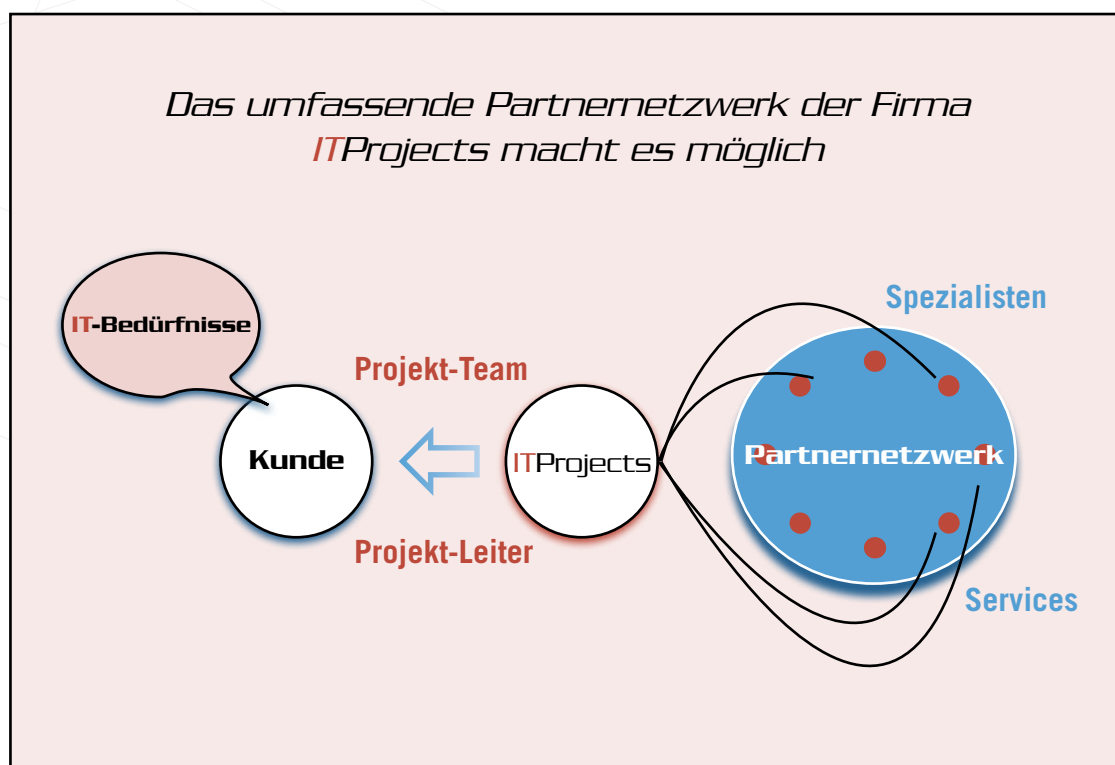 Das umfassende Partnernetzwerk der Firma
ITProjects macht es möglich
Spezialisten
IT-Bedürfnisse
Projekt-Team
Kunde
ITProjects
Partnernetzwerk
Projekt-Leiter
Services